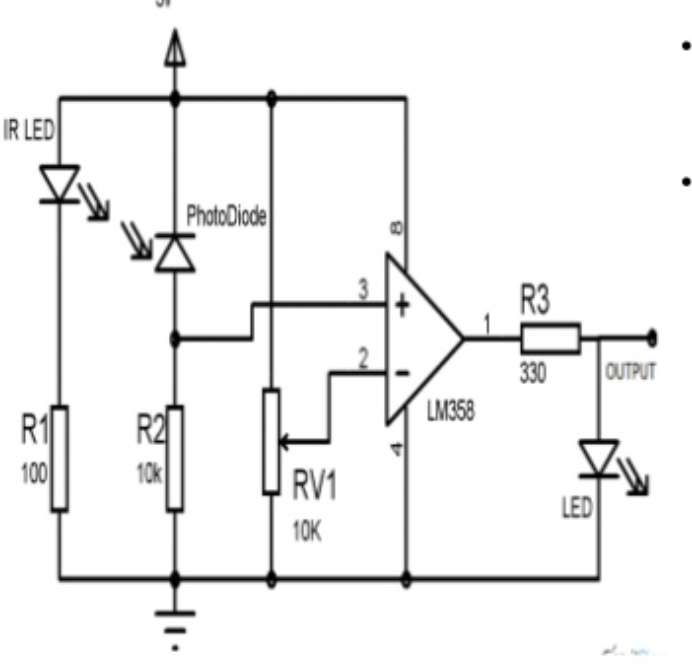 IR LED
PhotoDiode
8
3
+
2
−
1
4
LM358
R1
100
R2
10k
RV1
10K
R3
330
OUTPUT
LED